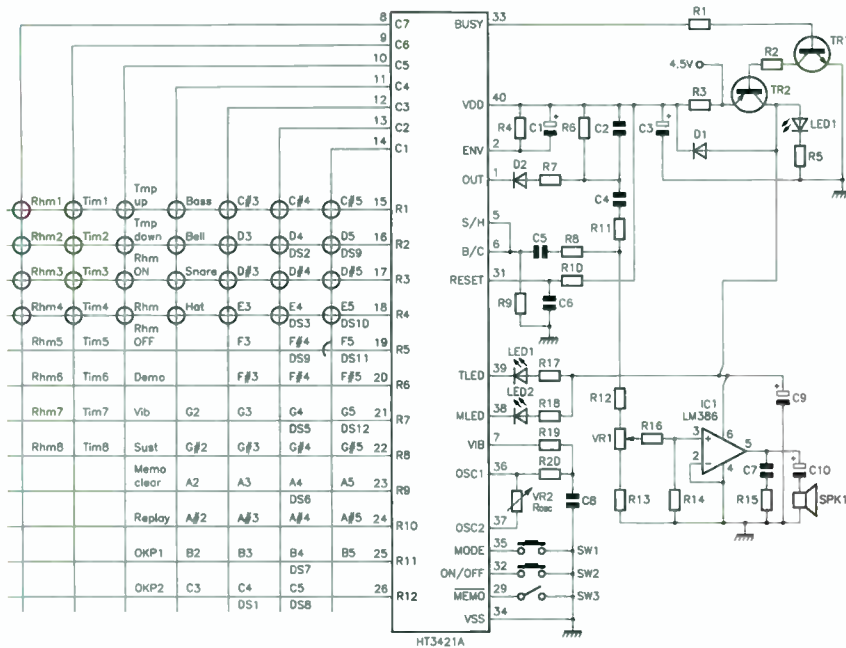 8 C7
9 C6
10 C5
11 C4
12 C3
13 C2
14 C1
Rhm1 Tim1 Tmp up Bass C#3 C#4 C#5 15 R1
Rhm2 Tim2 Tmp down Bell D3 D4 DS2 D5 DS9 16 R2
Rhm3 Tim3 Rhm ON Snare D#3 D#4 D#5 17 R3
Rhm4 Tim4 Rhm Hat E3 E4 DS3 E5 DS10 18 R4
Rhm5 Tim5 Rhm OFF F3 F#4 DS9 F5 DS11 19 R5
Rhm6 Tim6 Demo F#3 F#4 F#5 20 R6
Rhm7 Tim7 Vib G2 G3 G4 DS5 G5 DS12 21 R7
Rhm8 Tim8 Sust G#2 G#3 G#4 G#5 22 R8
Memo clear A2 A3 A4 DS6 A5 23 R9
Replay A#2 A#3 A#4 A#5 24 R10
OKP1 B2 B3 B4 DS7 B5 25 R11
OKP2 C3 C4 DS1 C5 DS8 26 R12
HT3421A
BUSY 33
VDD 40
ENV 2
OUT 1
S/H 5
B/C 6
RESET 31
TLED 39
MLED 38
VIB 7
OSC1 36
OSC2 37
MODE 35
ON/OFF 32
MEMO 29
VSS 34
R1
TR1
R2
4,5V
TR2
R3
LED1
R4 C1 + R6 C2 C3 +
D1
R5
D2 R7
C4
R11
C5 R8
R10
R9 C6
LED1 R17
LED2 R18
R19
R20
VR2
Rosc
C8
R12
VR1
R16
IC1
LM386
3 + 6
5
2 − 4
+ C9
C7
+ C10
R13 R14 R15
SPK1
SW1
SW2
SW3